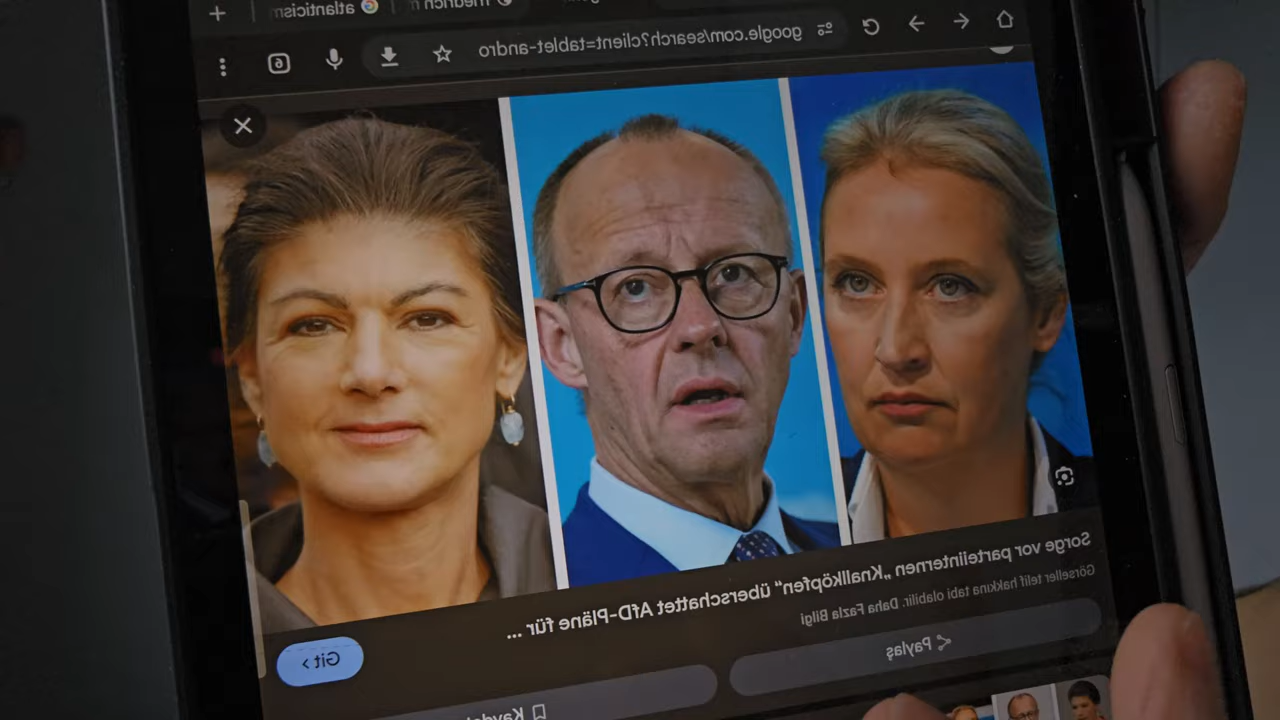 atlanticism
google.com/search?client=tablet-andro
6
Sorge vor parteiinternen „Knallköpfen“ überschattet AfD-Pläne für ...
Görseller telif hakkına tabi olabilir. Daha Fazla Bilgi
Git >
Paylaş